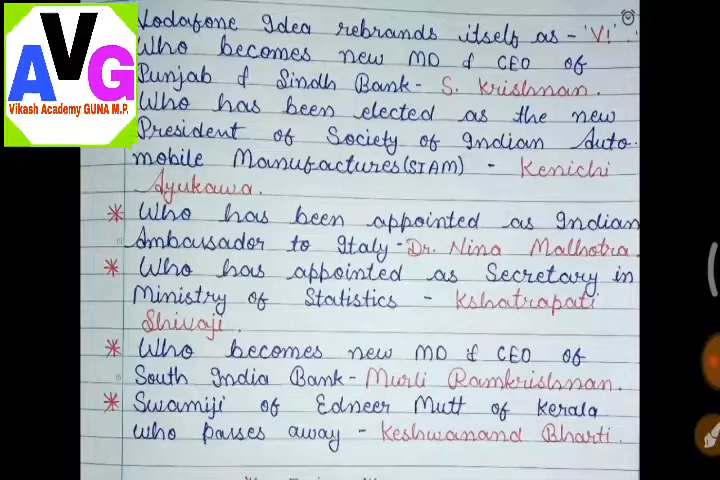 AVG
Vikash Academy GUNA M.P.
Vodafone Idea rebrands itself as - 'VI'.
Who becomes new MD & CEO of
Punjab & Sindh Bank - S. Krishnan.
Who has been elected as the new
President of Society of Indian Auto-
mobile Manufactures (SIAM) - Kenichi
Ayukawa.
* Who has been appointed as Indian
Ambassador to Italy - Dr. Nina Malhotra.
* Who has appointed as Secretary in
Ministry of Statistics - Kshatrapati
Shivaji.
* Who becomes new MD & CEO of
South India Bank - Murli Ramkrishnan.
* Swamiji of Edneer Mutt of Kerala
who passes away - Keshwanand Bharti.